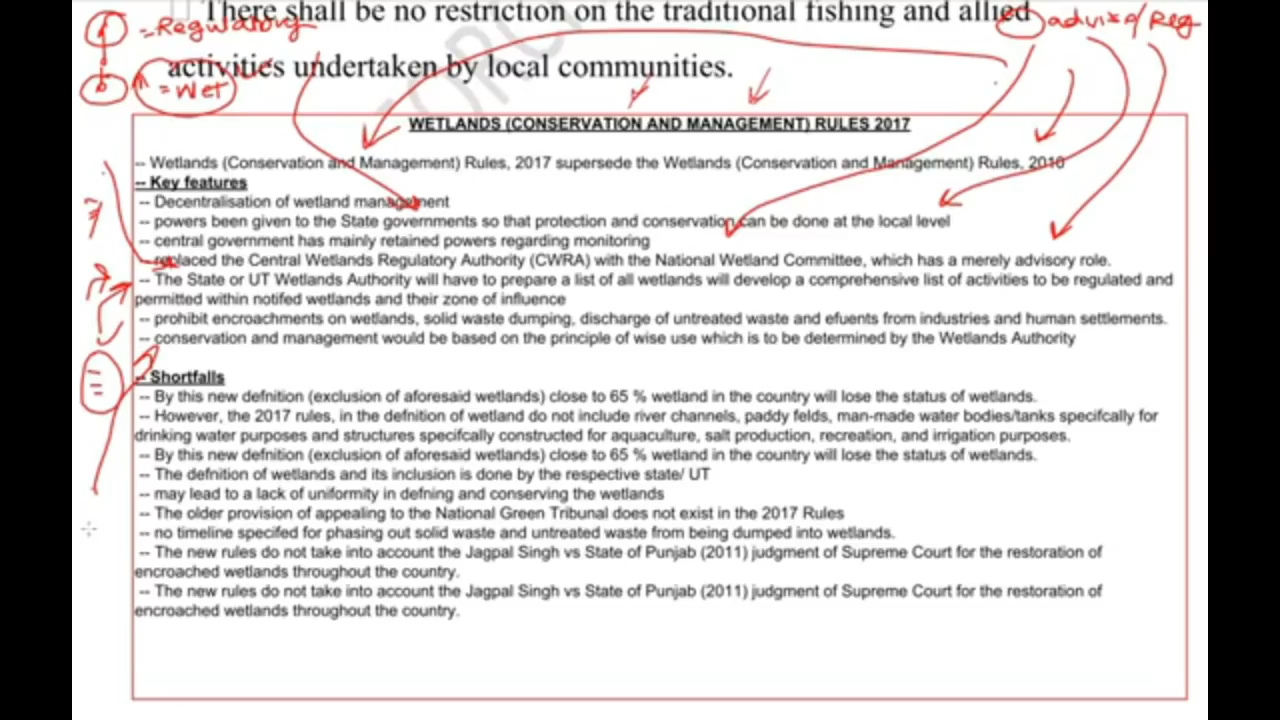 There shall be no restriction on the traditional fishing and allied
= Regulatory
advisory/Reg
activities undertaken by local communities.
= Wet
WETLANDS (CONSERVATION AND MANAGEMENT) RULES 2017
-- Wetlands (Conservation and Management) Rules, 2017 supersede the Wetlands (Conservation and Management) Rules, 2010
-- Key features
-- Decentralisation of wetland management
-- powers been given to the State governments so that protection and conservation can be done at the local level
-- central government has mainly retained powers regarding monitoring
-- replaced the Central Wetlands Regulatory Authority (CWRA) with the National Wetland Committee, which has a merely advisory role.
-- The State or UT Wetlands Authority will have to prepare a list of all wetlands will develop a comprehensive list of activities to be regulated and
permitted within notifed wetlands and their zone of influence
-- prohibit encroachments on wetlands, solid waste dumping, discharge of untreated waste and efuents from industries and human settlements.
-- conservation and management would be based on the principle of wise use which is to be determined by the Wetlands Authority
-- Shortfalls
-- By this new defnition (exclusion of aforesaid wetlands) close to 65 % wetland in the country will lose the status of wetlands.
-- However, the 2017 rules, in the defnition of wetland do not include river channels, paddy felds, man-made water bodies/tanks specifcally for
drinking water purposes and structures specifcally constructed for aquaculture, salt production, recreation, and irrigation purposes.
-- By this new defnition (exclusion of aforesaid wetlands) close to 65 % wetland in the country will lose the status of wetlands.
-- The defnition of wetlands and its inclusion is done by the respective state/ UT
-- may lead to a lack of uniformity in defning and conserving the wetlands
-- The older provision of appealing to the National Green Tribunal does not exist in the 2017 Rules
-- no timeline specifed for phasing out solid waste and untreated waste from being dumped into wetlands.
-- The new rules do not take into account the Jagpal Singh vs State of Punjab (2011) judgment of Supreme Court for the restoration of
encroached wetlands throughout the country.
-- The new rules do not take into account the Jagpal Singh vs State of Punjab (2011) judgment of Supreme Court for the restoration of
encroached wetlands throughout the country.